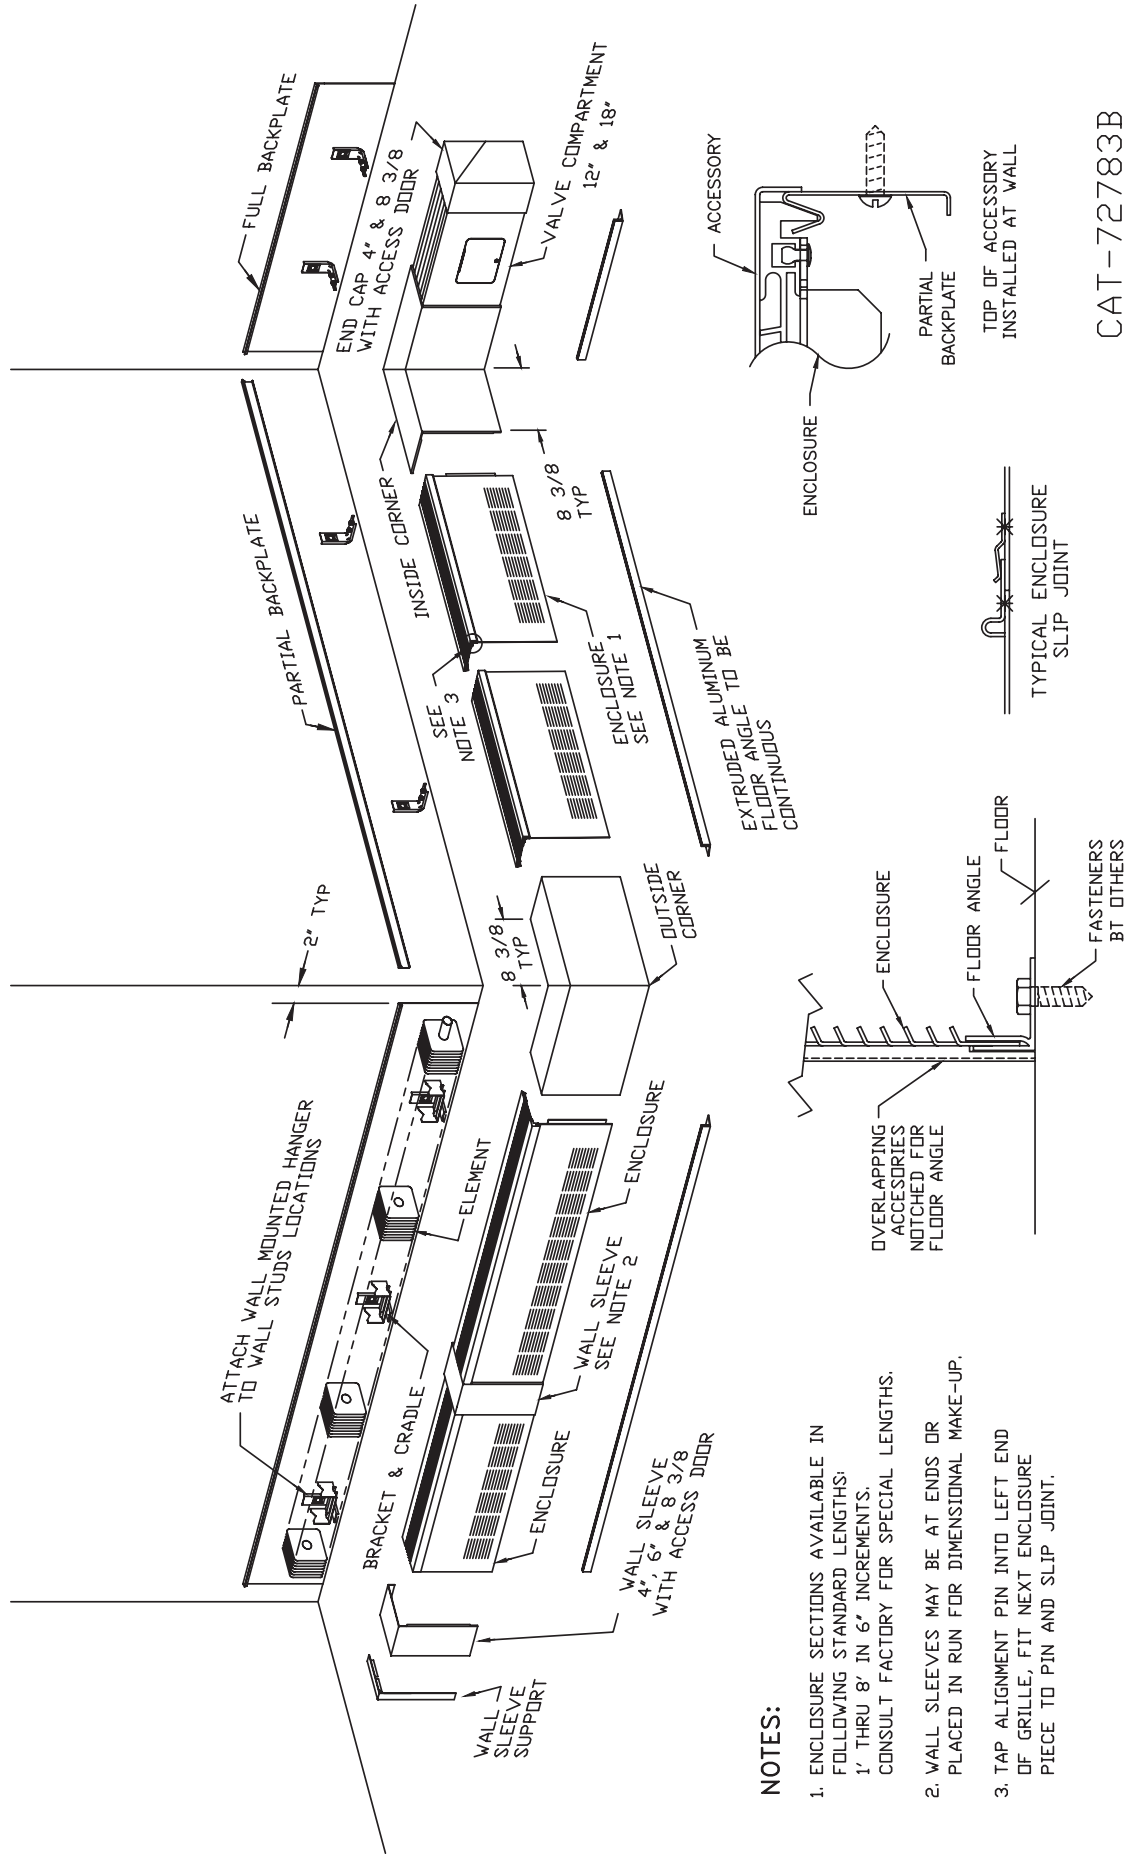 FULL BACKPLATE
END CAP 4" & 8 3/8
WITH ACCESS DOOR
VALVE COMPARTMENT
12" & 18"
PARTIAL BACKPLATE
INSIDE CORNER
8 3/8
TYP
SEE
NOTE 3
ENCLOSURE
SEE NOTE 1
EXTRUDED ALUMINUM
FLOOR ANGLE TO BE
CONTINUOUS
2" TYP
8 3/8
TYP
OUTSIDE
CORNER
ATTACH WALL MOUNTED HANGER
TO WALL STUDS LOCATIONS
ELEMENT
BRACKET & CRADLE
ENCLOSURE
WALL SLEEVE
SEE NOTE 2
ENCLOSURE
WALL SLEEVE
4", 6" & 8 3/8
WITH ACCESS DOOR
WALL
SLEEVE
SUPPORT
NOTES:
1. ENCLOSURE SECTIONS AVAILABLE IN
FOLLOWING STANDARD LENGTHS:
1' THRU 8' IN 6" INCREMENTS.
CONSULT FACTORY FOR SPECIAL LENGTHS.
2. WALL SLEEVES MAY BE AT ENDS OR
PLACED IN RUN FOR DIMENSIONAL MAKE-UP.
3. TAP ALIGNMENT PIN INTO LEFT END
OF GRILLE, FIT NEXT ENCLOSURE
PIECE TO PIN AND SLIP JOINT.
OVERLAPPING
ACCESORIES
NOTCHED FOR
FLOOR ANGLE
ENCLOSURE
FLOOR ANGLE
FLOOR
FASTENERS
BT OTHERS
TYPICAL ENCLOSURE
SLIP JOINT
ACCESSORY
ENCLOSURE
PARTIAL
BACKPLATE
TOP OF ACCESSORY
INSTALLED AT WALL
CAT-72783B